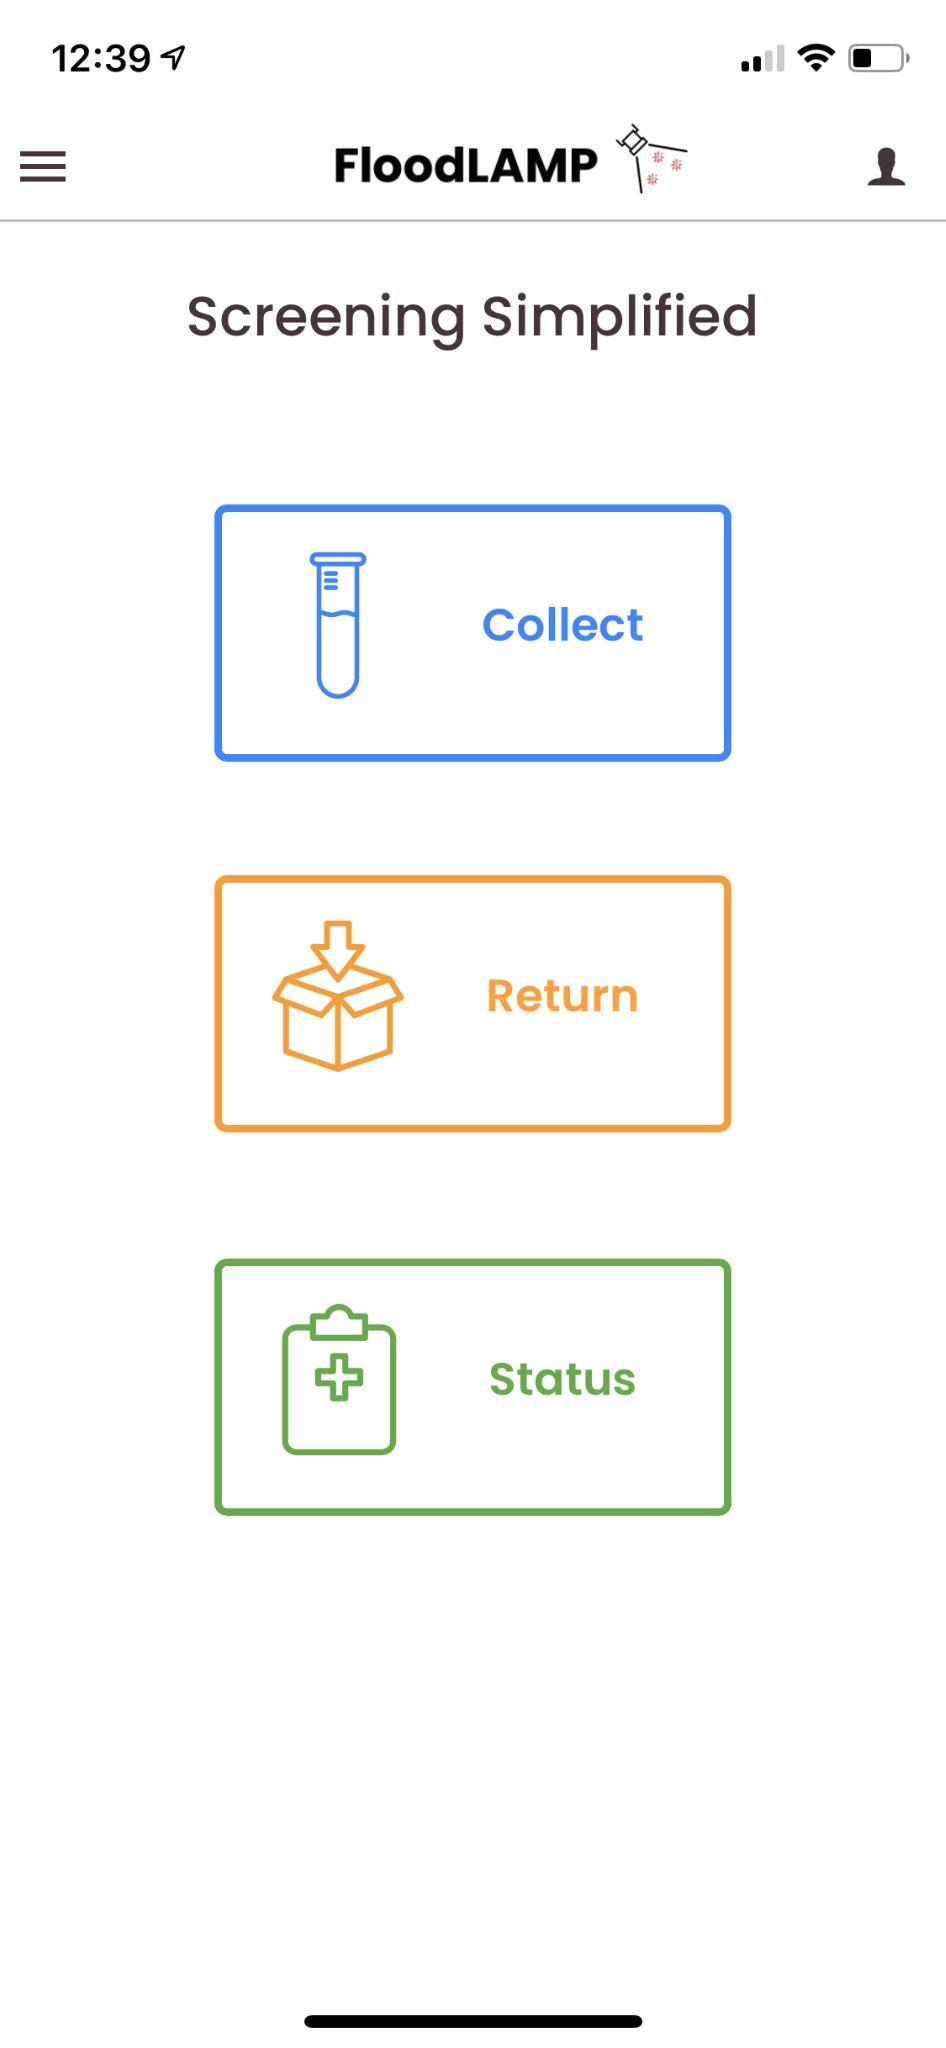 12:39
FloodLAMP
Screening Simplified
Collect
Return
Status